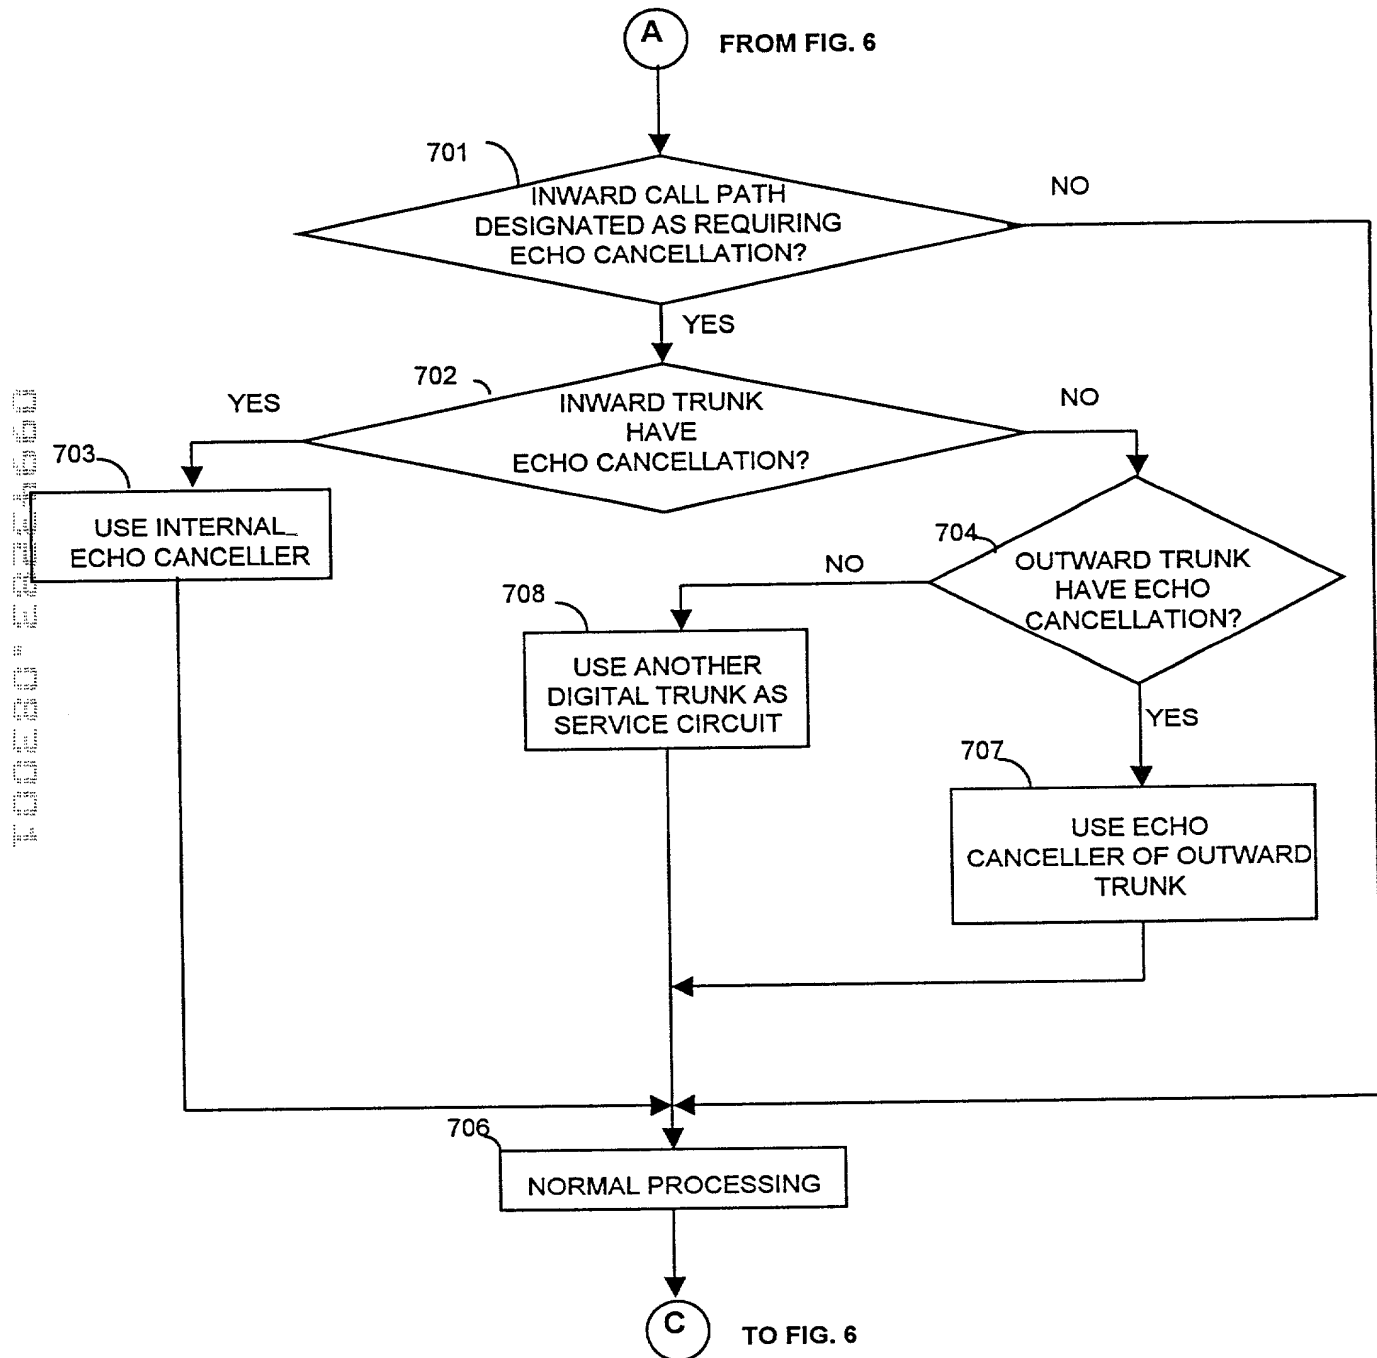 A
FROM FIG. 6
701
INWARD CALL PATH
DESIGNATED AS REQUIRING
ECHO CANCELLATION?
NO
YES
702
INWARD TRUNK
HAVE
ECHO CANCELLATION?
YES
NO
703
USE INTERNAL
ECHO CANCELLER
704
OUTWARD TRUNK
HAVE ECHO
CANCELLATION?
NO
708
USE ANOTHER
DIGITAL TRUNK AS
SERVICE CIRCUIT
YES
707
USE ECHO
CANCELLER OF OUTWARD
TRUNK
706
NORMAL PROCESSING
C
TO FIG. 6